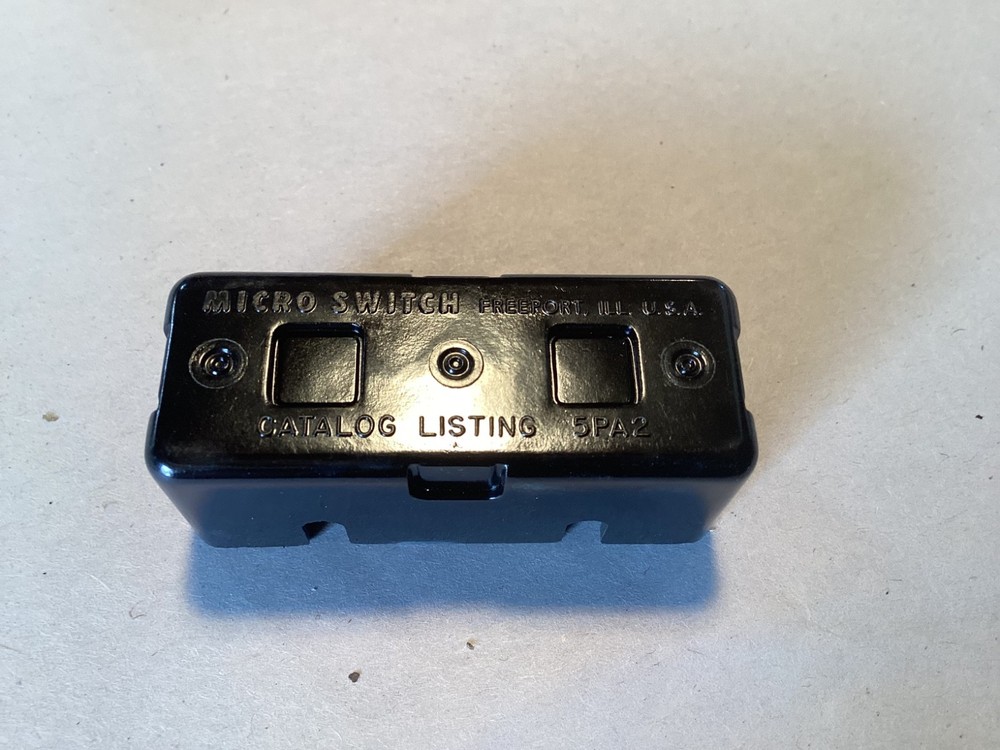 MICRO SWITCH FREEPORT, ILL. U.S.A.
CATALOG LISTING 5PA2